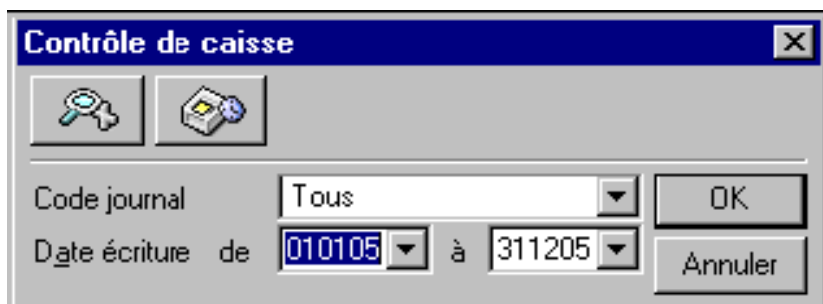 Contrôle de caisse
Code journal Tous OK
Date écriture de 010105 à 311205 Annuler